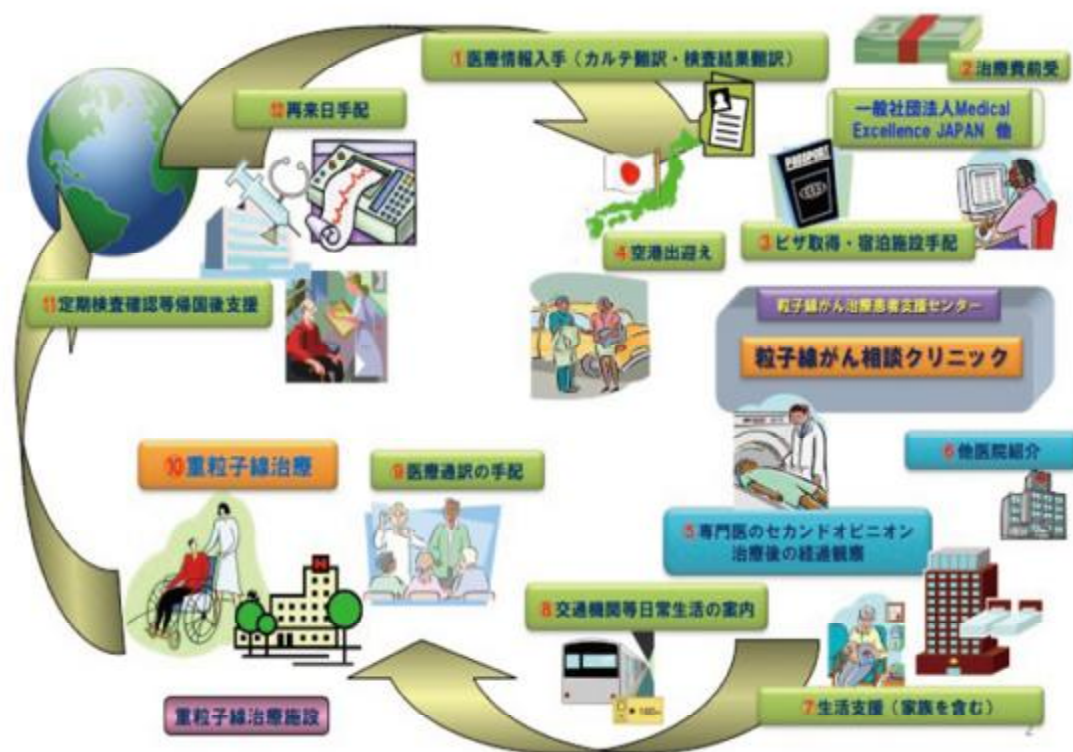 ①医療情報入手（カルテ翻訳・検査結果翻訳）
②治療費前受
一般社団法人Medical
Excellence JAPAN 他
PASSPORT
③ビザ取得・宿泊施設手配
④空港出迎え
粒子線がん治療患者支援センター
粒子線がん相談クリニック
⑤専門医のセカンドオピニオン
治療後の経過観察
⑥他医院紹介
⑦生活支援（家族を含む）
⑧交通機関等日常生活の案内
⑨医療通訳の手配
⑩重粒子線治療
重粒子線治療施設
⑪定期検査確認等帰国後支援
⑫再来日手配
2